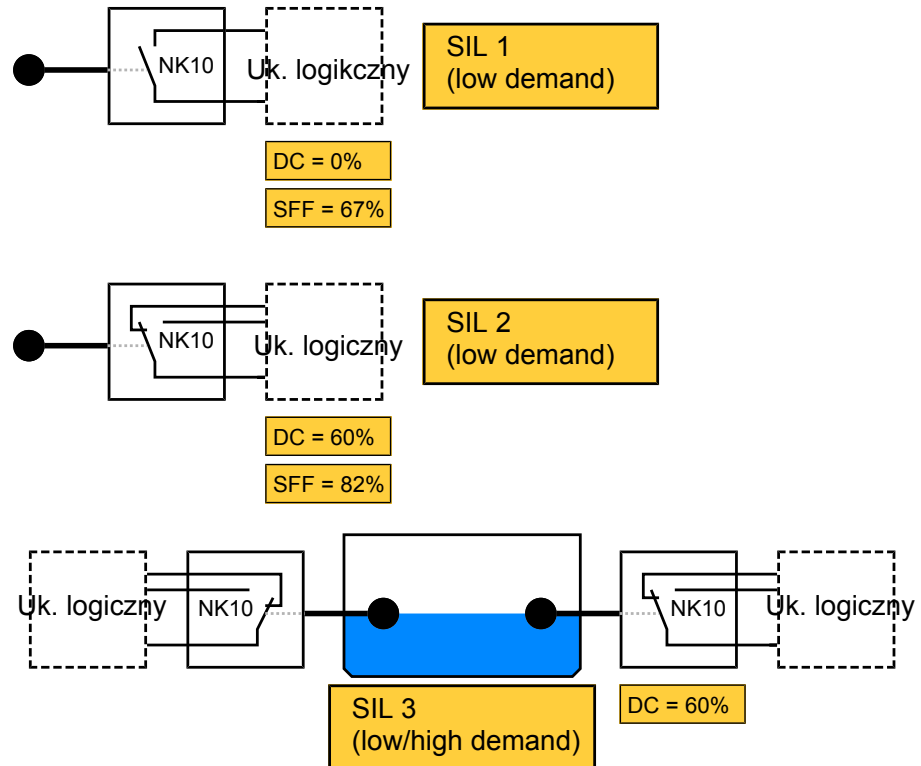 NK10
Uk. logikczny
SIL 1
(low demand)
DC = 0%
SFF = 67%
NK10
Uk. logiczny
SIL 2
(low demand)
DC = 60%
SFF = 82%
Uk. logiczny
NK10
NK10
Uk. logiczny
SIL 3
(low/high demand)
DC = 60%